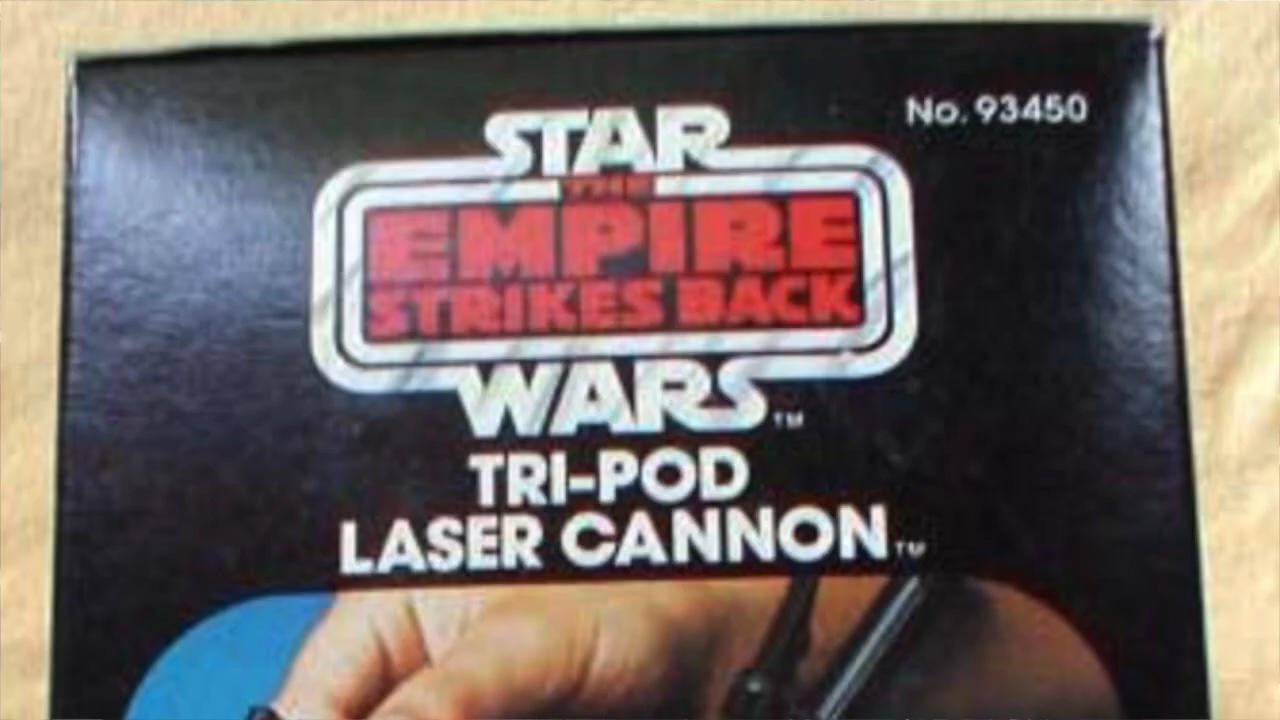 No. 93450
STAR
THE
EMPIRE
STRIKES BACK
WARS TM
TRI-POD
LASER CANNON TM